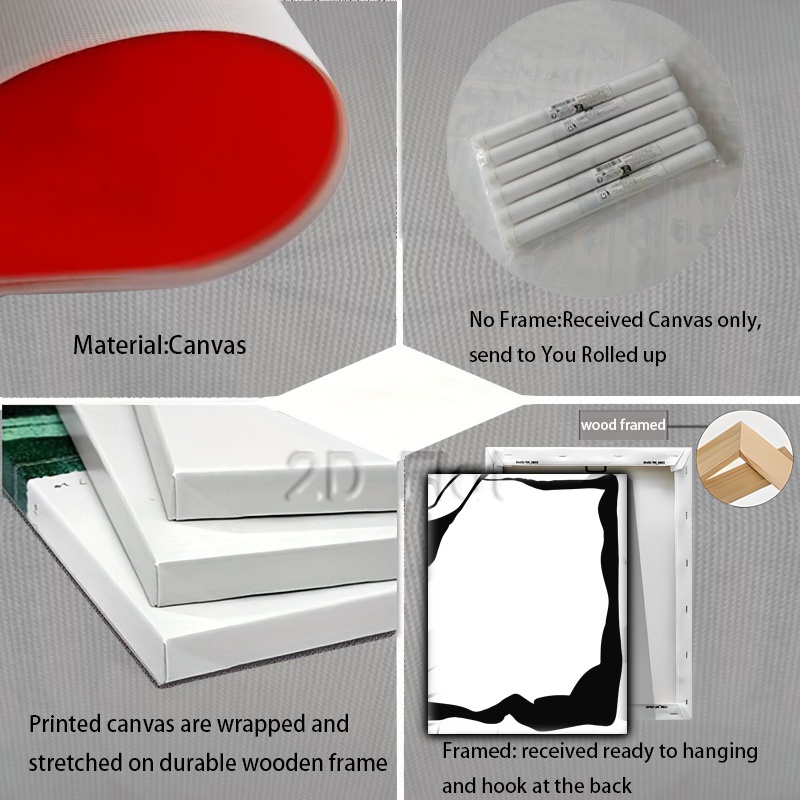 Material:Canvas
No Frame:Received Canvas only,
send to You Rolled up
wood framed
Printed canvas are wrapped and
stretched on durable wooden frame
Framed: received ready to hanging
and hook at the back